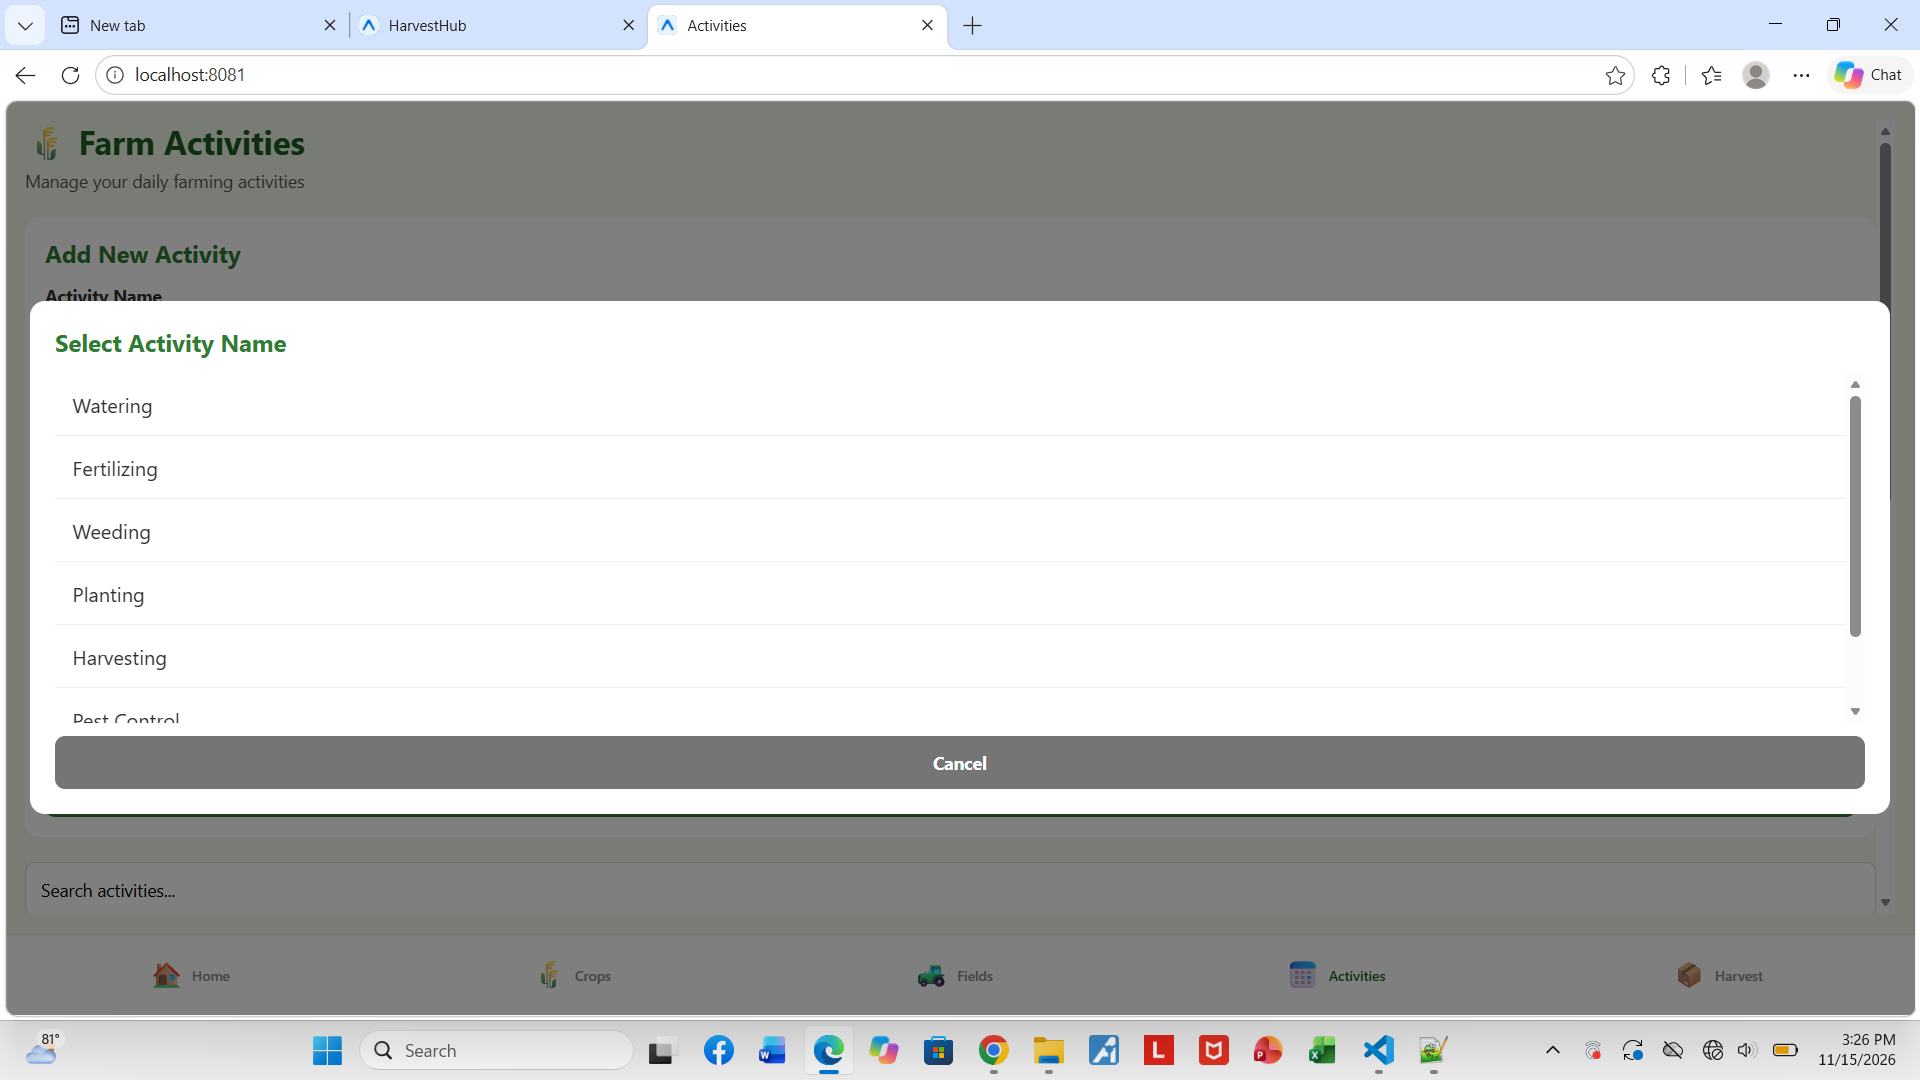 New tab
HarvestHub
Activities
localhost:8081
Chat
Farm Activities
Manage your daily farming activities
Add New Activity
Activity Name
Select Activity Name
Watering
Fertilizing
Weeding
Planting
Harvesting
Pest Control
Cancel
Search activities...
Home
Crops
Fields
Activities
Harvest
81°
Search
3:26 PM
11/15/2026